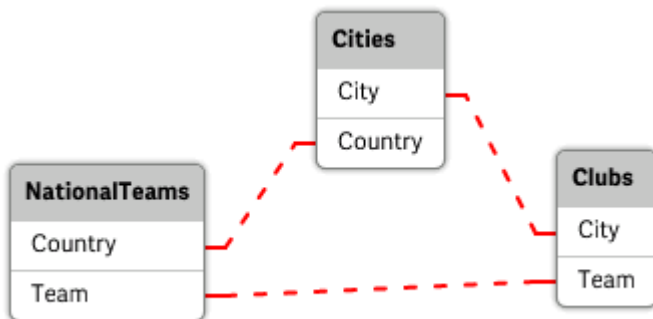 Cities
City
Country
NationalTeams
Country
Team
Clubs
City
Team